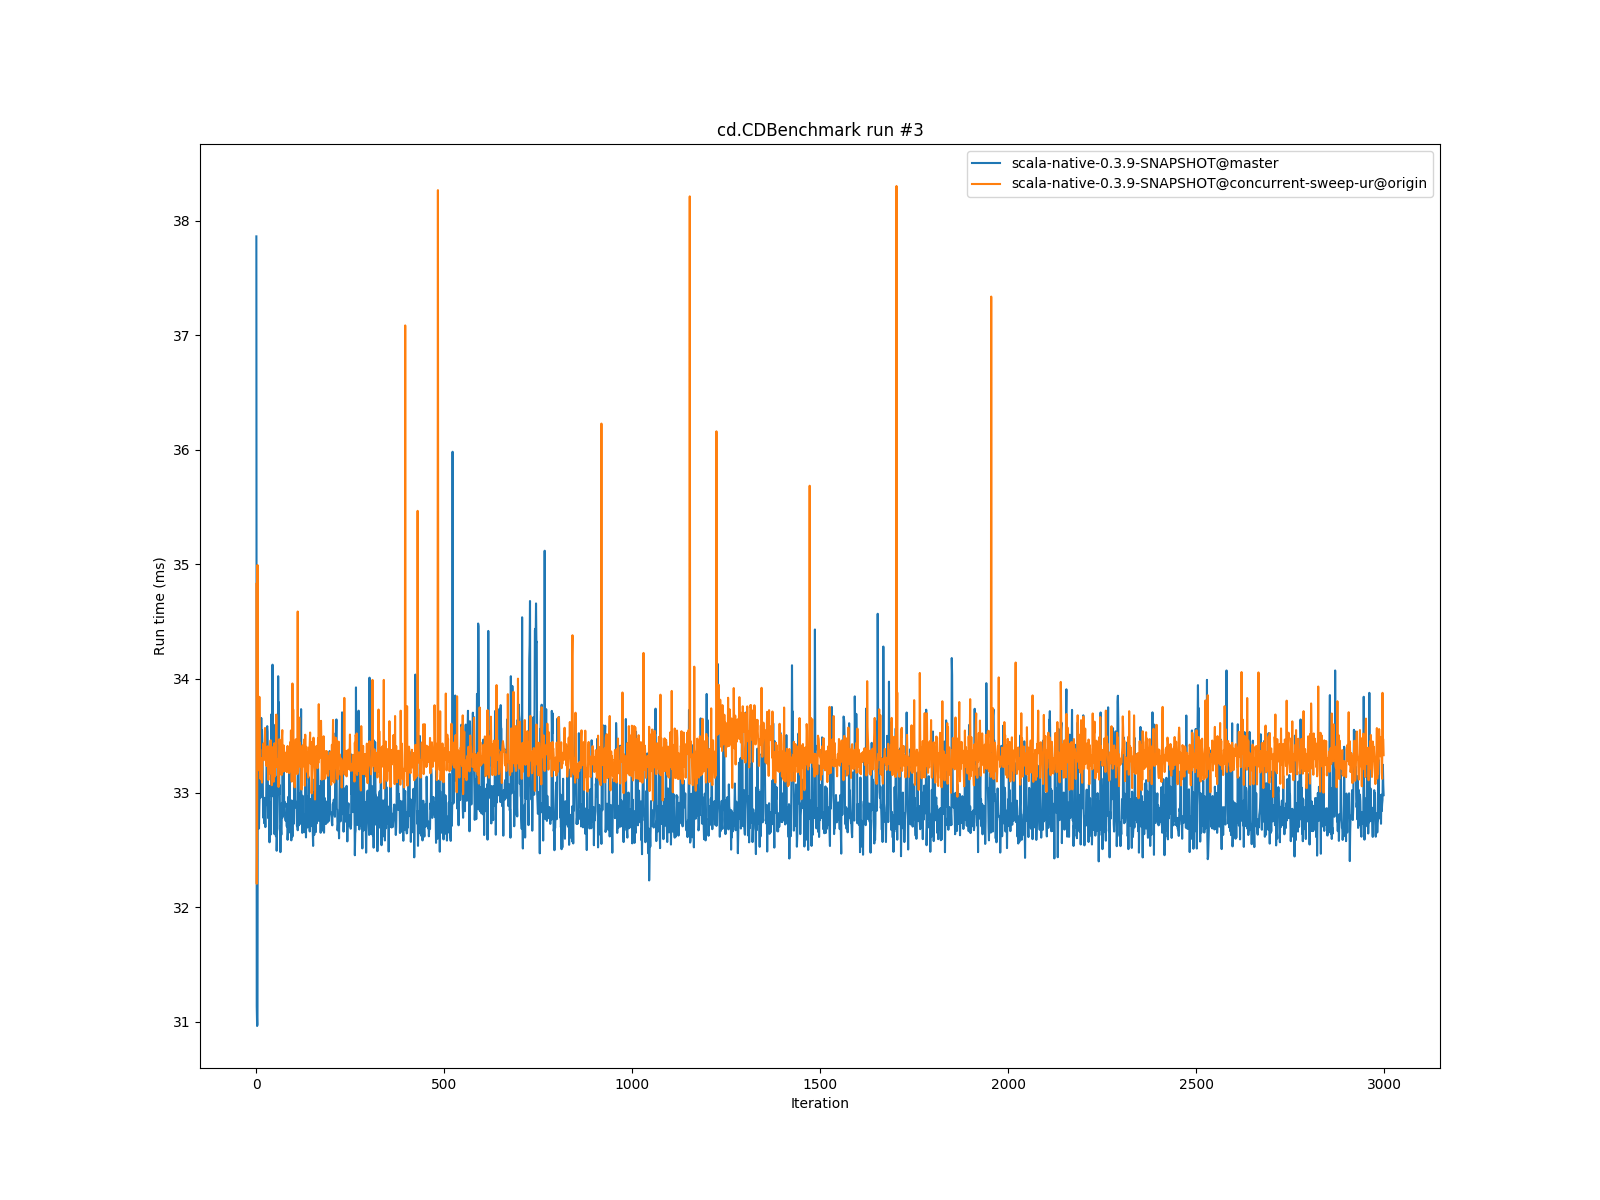 cd.CDBenchmark run #3
scala-native-0.3.9-SNAPSHOT@master
scala-native-0.3.9-SNAPSHOT@concurrent-sweep-ur@origin
38
37
36
35
34
33
32
31
Run time (ms)
0 500 1000 1500 2000 2500 3000
Iteration